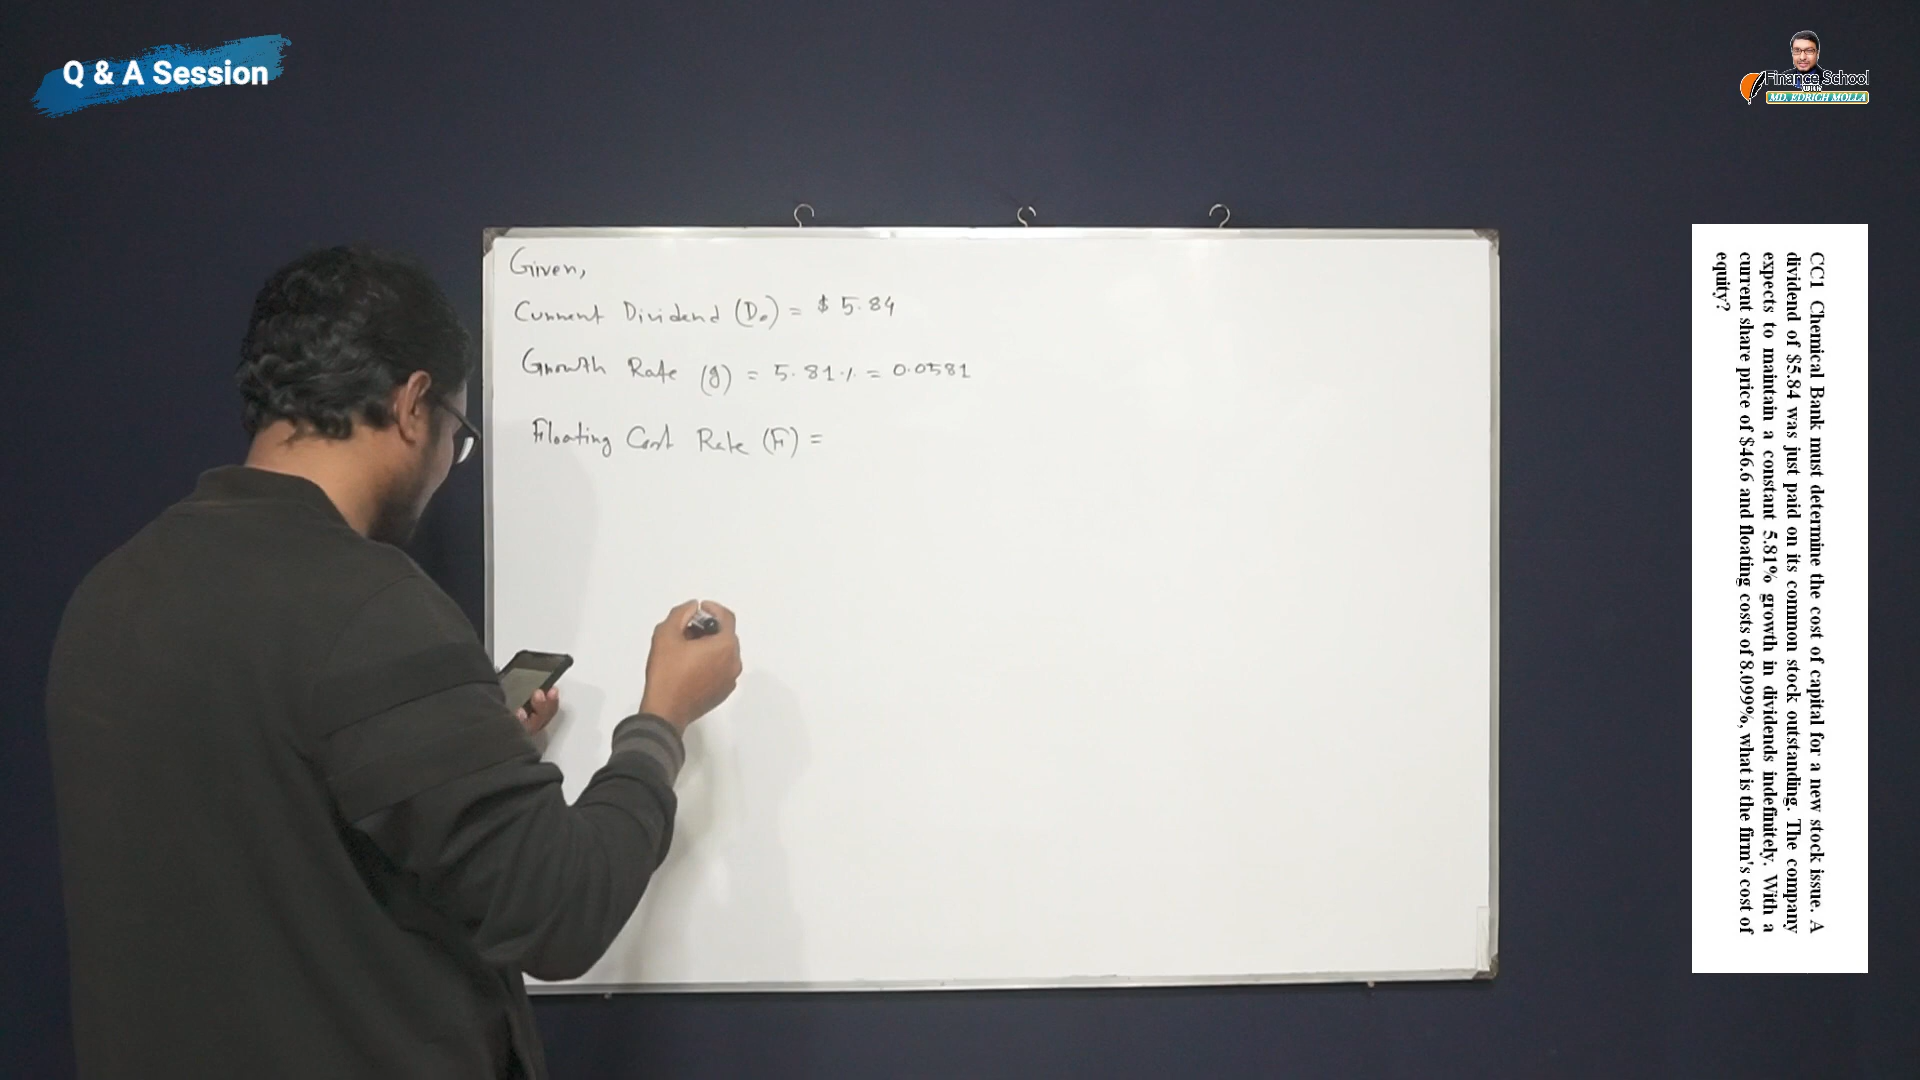 Q & A Session
Finance School
WITH
MD. EDRICH MOLLA
Given,
Current Dividend (D₀) = $ 5.84
Growth Rate (g) = 5.81% = 0.0581
Floating Cost Rate (F) =
CC1 Chemical Bank must determine the cost of capital for a new stock issue. A
dividend of $5.84 was just paid on its common stock outstanding. The company
expects to maintain a constant 5.81% growth in dividends indefinitely. With a
current share price of $46.6 and floating costs of 8.099%, what is the firm's cost of
equity?